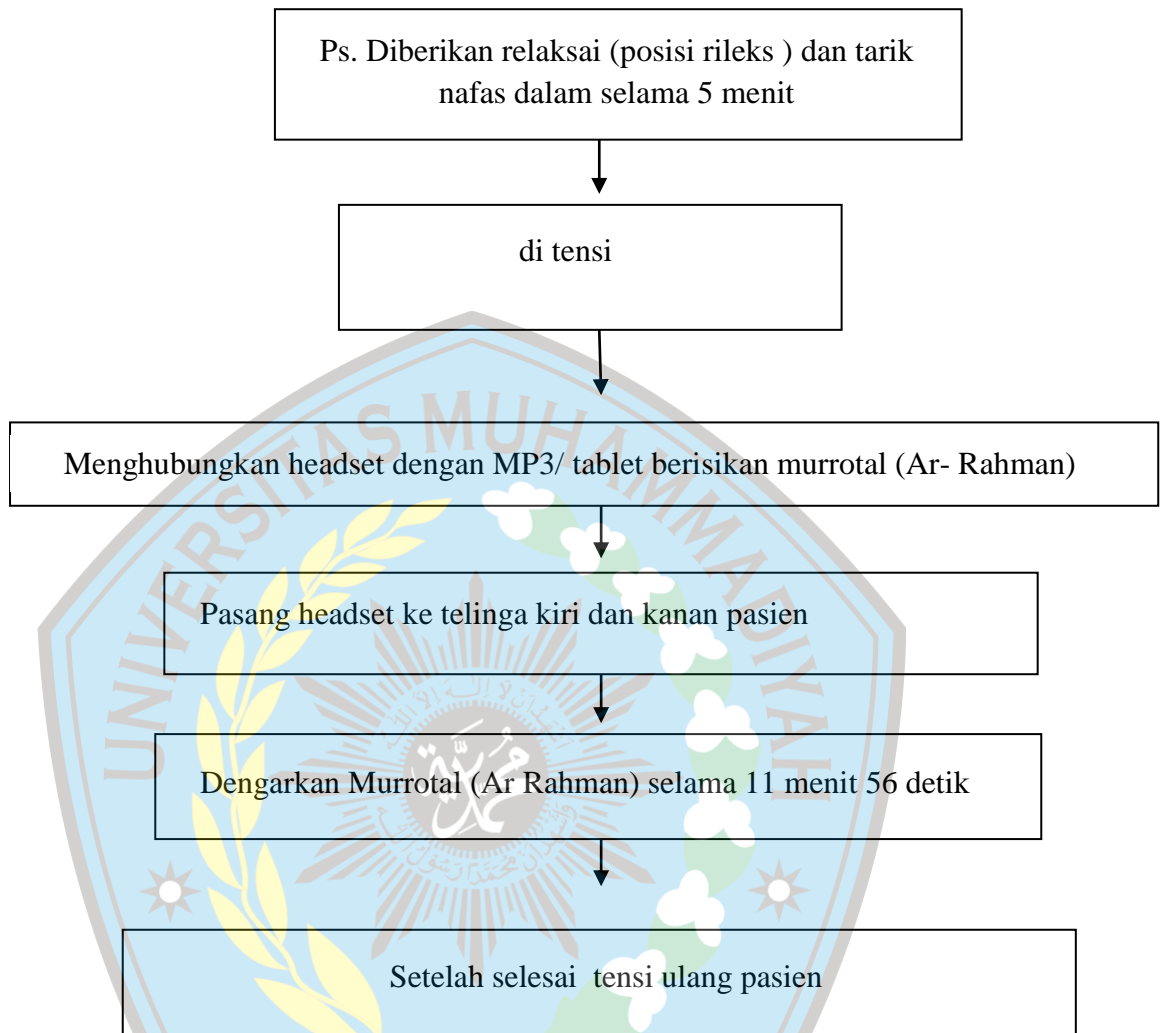 Ps. Diberikan relaksai (posisi rileks ) dan tarik
nafas dalam selama 5 menit
di tensi
UNIVERSITAS MUHAMMADIYAH
Menghubungkan headset dengan MP3/ tablet berisikan murrotal (Ar- Rahman)
Pasang headset ke telinga kiri dan kanan pasien
Dengarkan Murrotal (Ar Rahman) selama 11 menit 56 detik
Setelah selesai  tensi ulang pasien